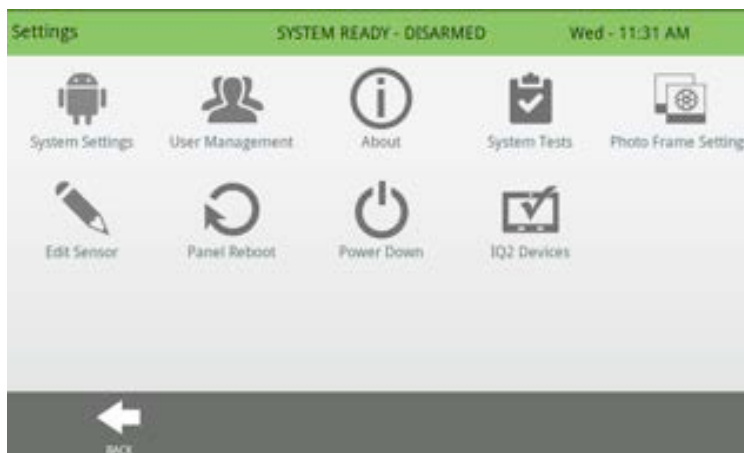 Settings SYSTEM READY - DISARMED Wed - 11:31 AM
System Settings User Management About System Tests Photo Frame Setting
Edit Sensor Panel Reboot Power Down IQ2 Devices
BACK